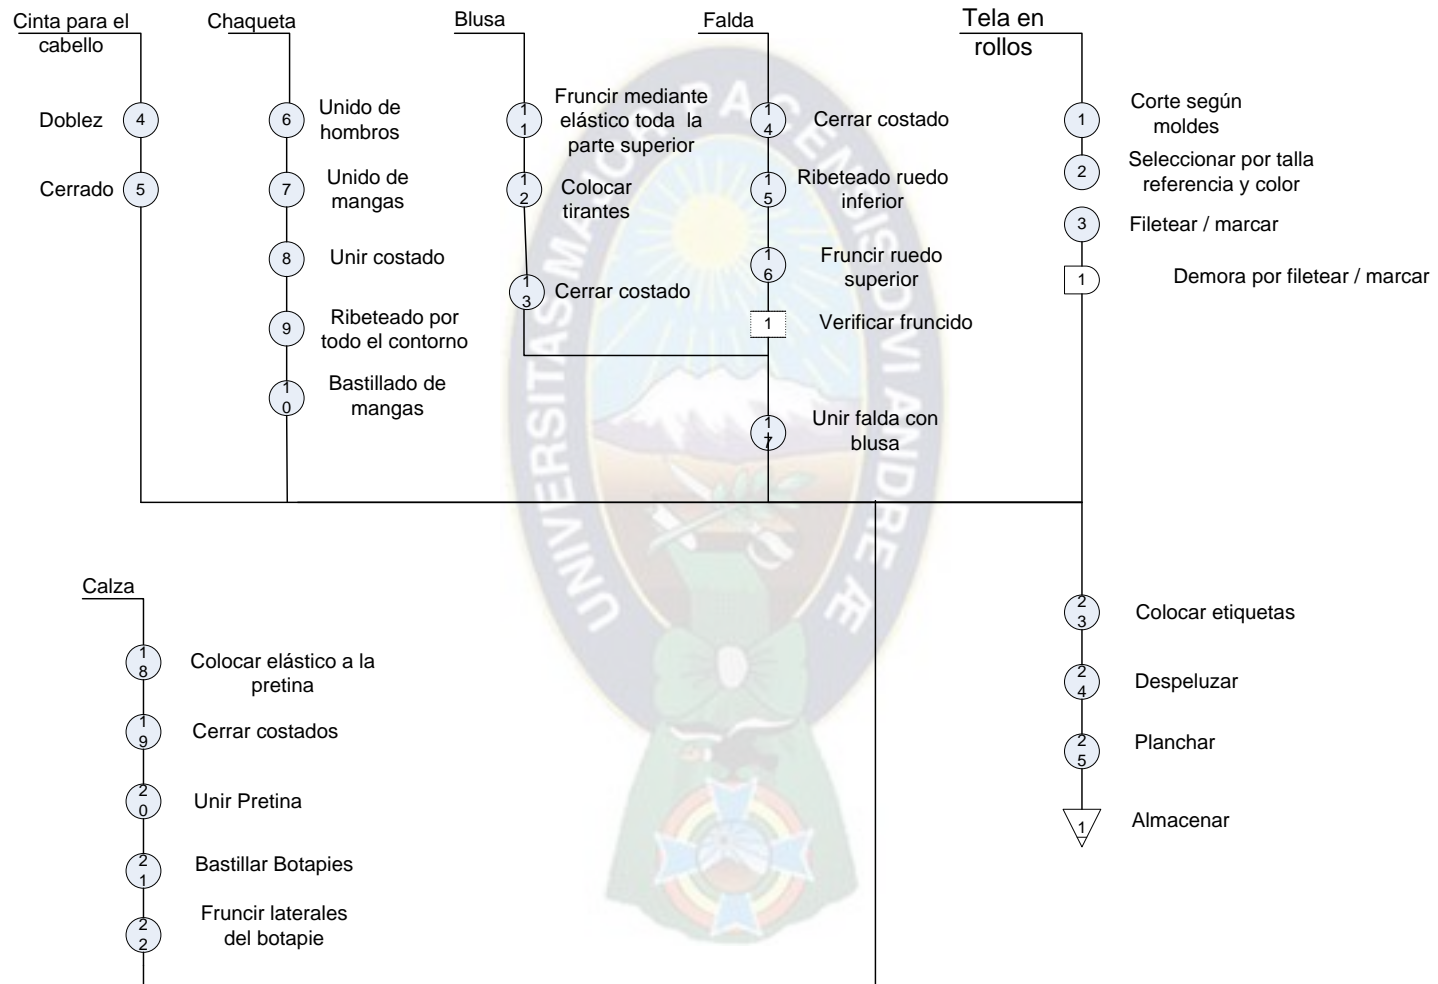 Cinta para el
cabello
Doblez
4
Cerrado
5
Chaqueta
6
Unido de
hombros
7
Unido de
mangas
8
Unir costado
9
Ribeteado por
todo el contorno
10
Bastillado de
mangas
Blusa
11
Fruncir mediante
elástico toda la
parte superior
12
Colocar
tirantes
13
Cerrar costado
Falda
14
Cerrar costado
15
Ribeteado ruedo
inferior
16
Fruncir ruedo
superior
1
Verificar fruncido
17
Unir falda con
blusa
Tela en
rollos
1
Corte según
moldes
2
Seleccionar por talla
referencia y color
3
Filetear / marcar
1
Demora por filetear / marcar
Calza
18
Colocar elástico a la
pretina
19
Cerrar costados
20
Unir Pretina
21
Bastillar Botapies
22
Fruncir laterales
del botapie
23
Colocar etiquetas
24
Despeluzar
25
Planchar
1
Almacenar
UNIVERSITAS MAJOR PACENSIS DIVI ANDRE Æ